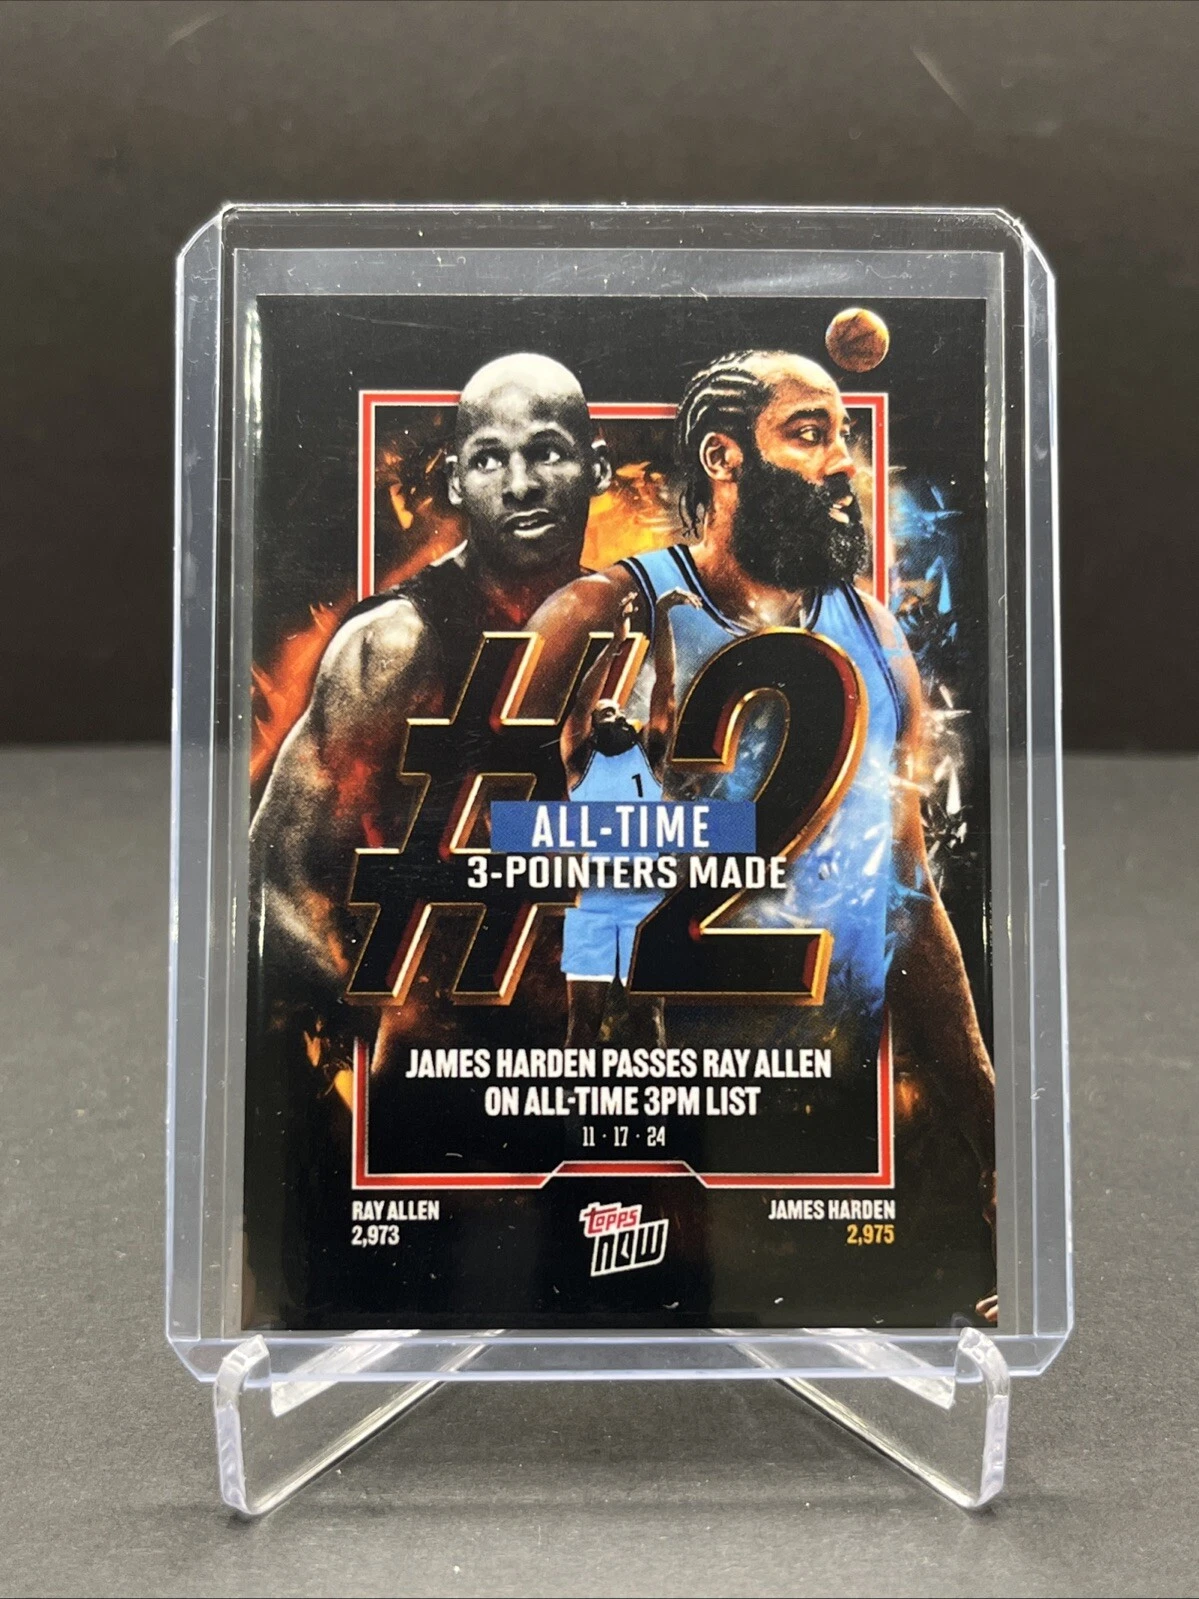 #2
1
ALL-TIME
3-POINTERS MADE
JAMES HARDEN PASSES RAY ALLEN
ON ALL-TIME 3PM LIST
11 · 17 · 24
RAY ALLEN
2,973
topps
now
JAMES HARDEN
2,975